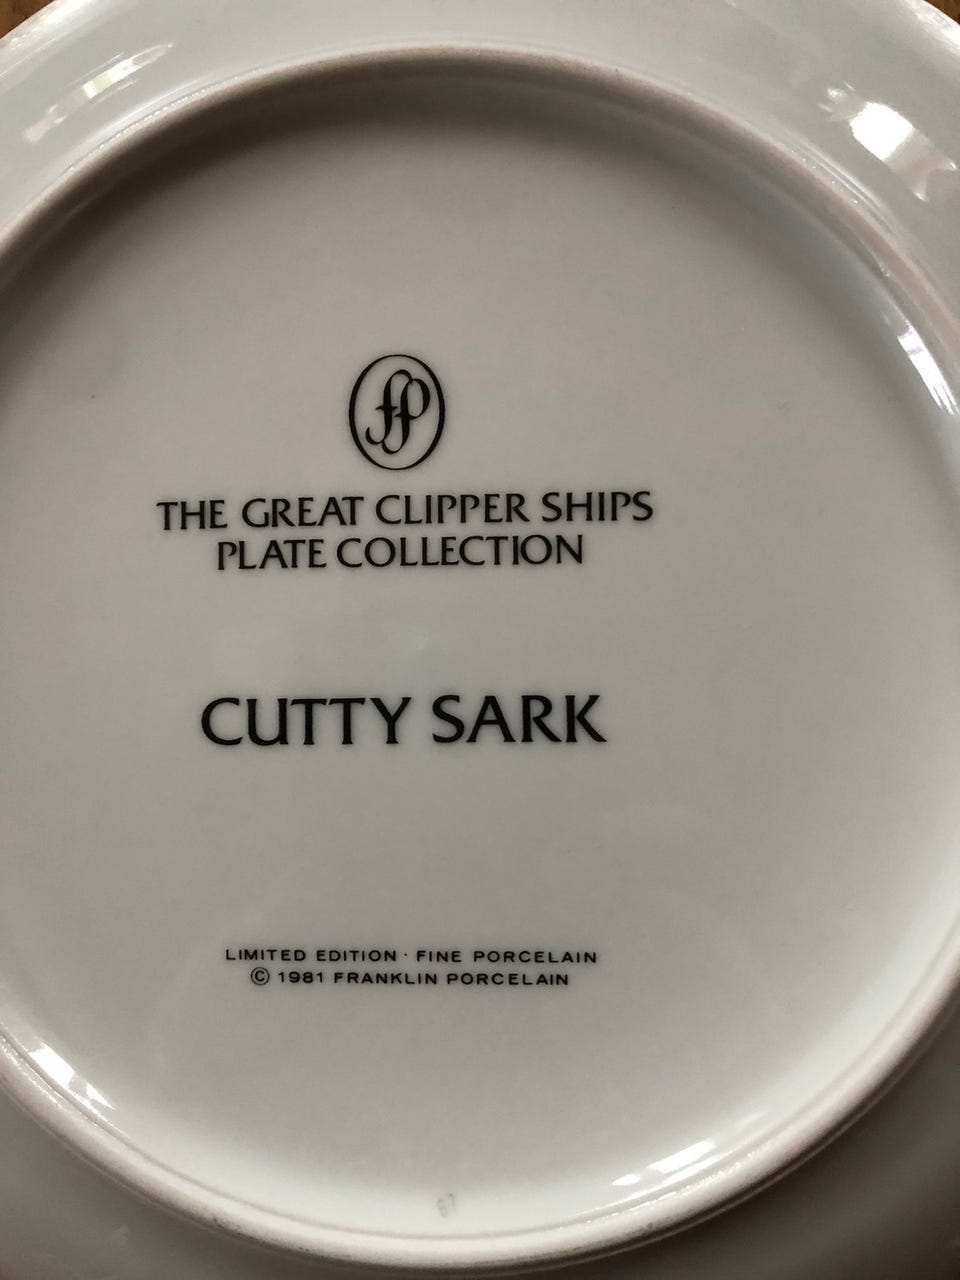 fp
THE GREAT CLIPPER SHIPS
PLATE COLLECTION
CUTTY SARK
LIMITED EDITION · FINE PORCELAIN
© 1981 FRANKLIN PORCELAIN